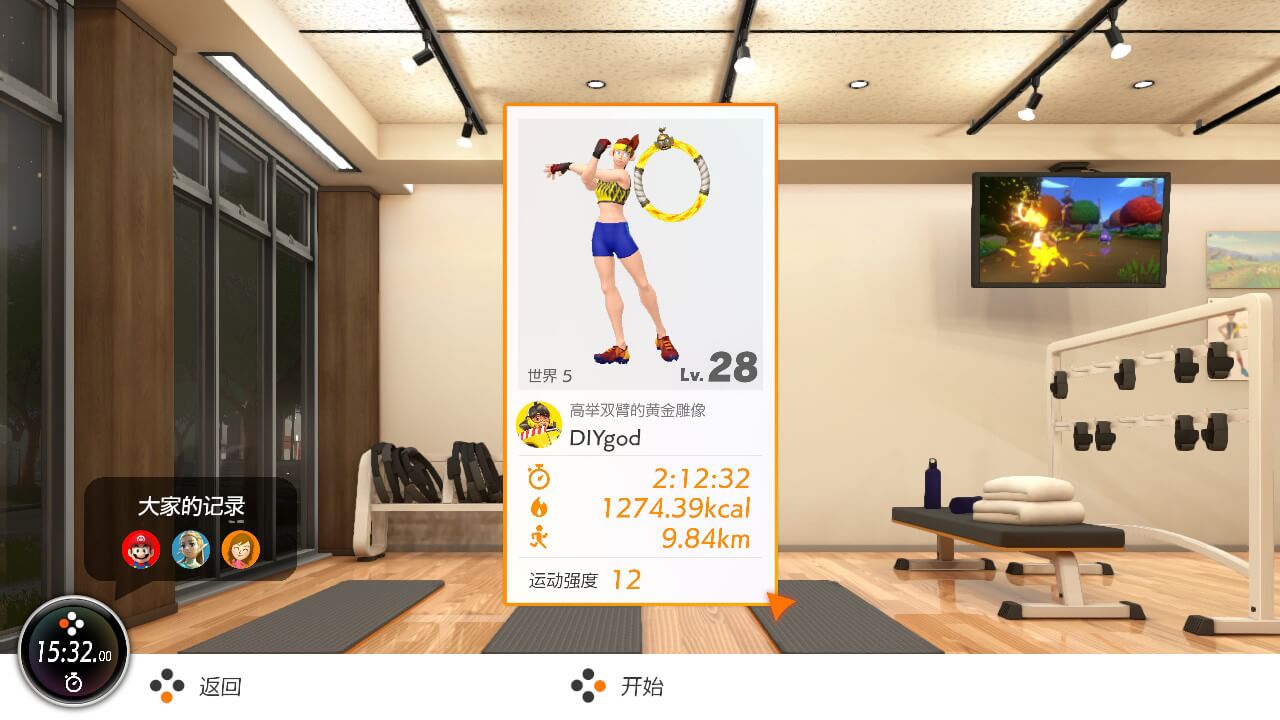 世界 5
Lv. 28
高举双臂的黄金雕像
DIYgod
2:12:32
1274.39kcal
9.84km
运动强度 12
大家的记录
15:32.00
返回
开始